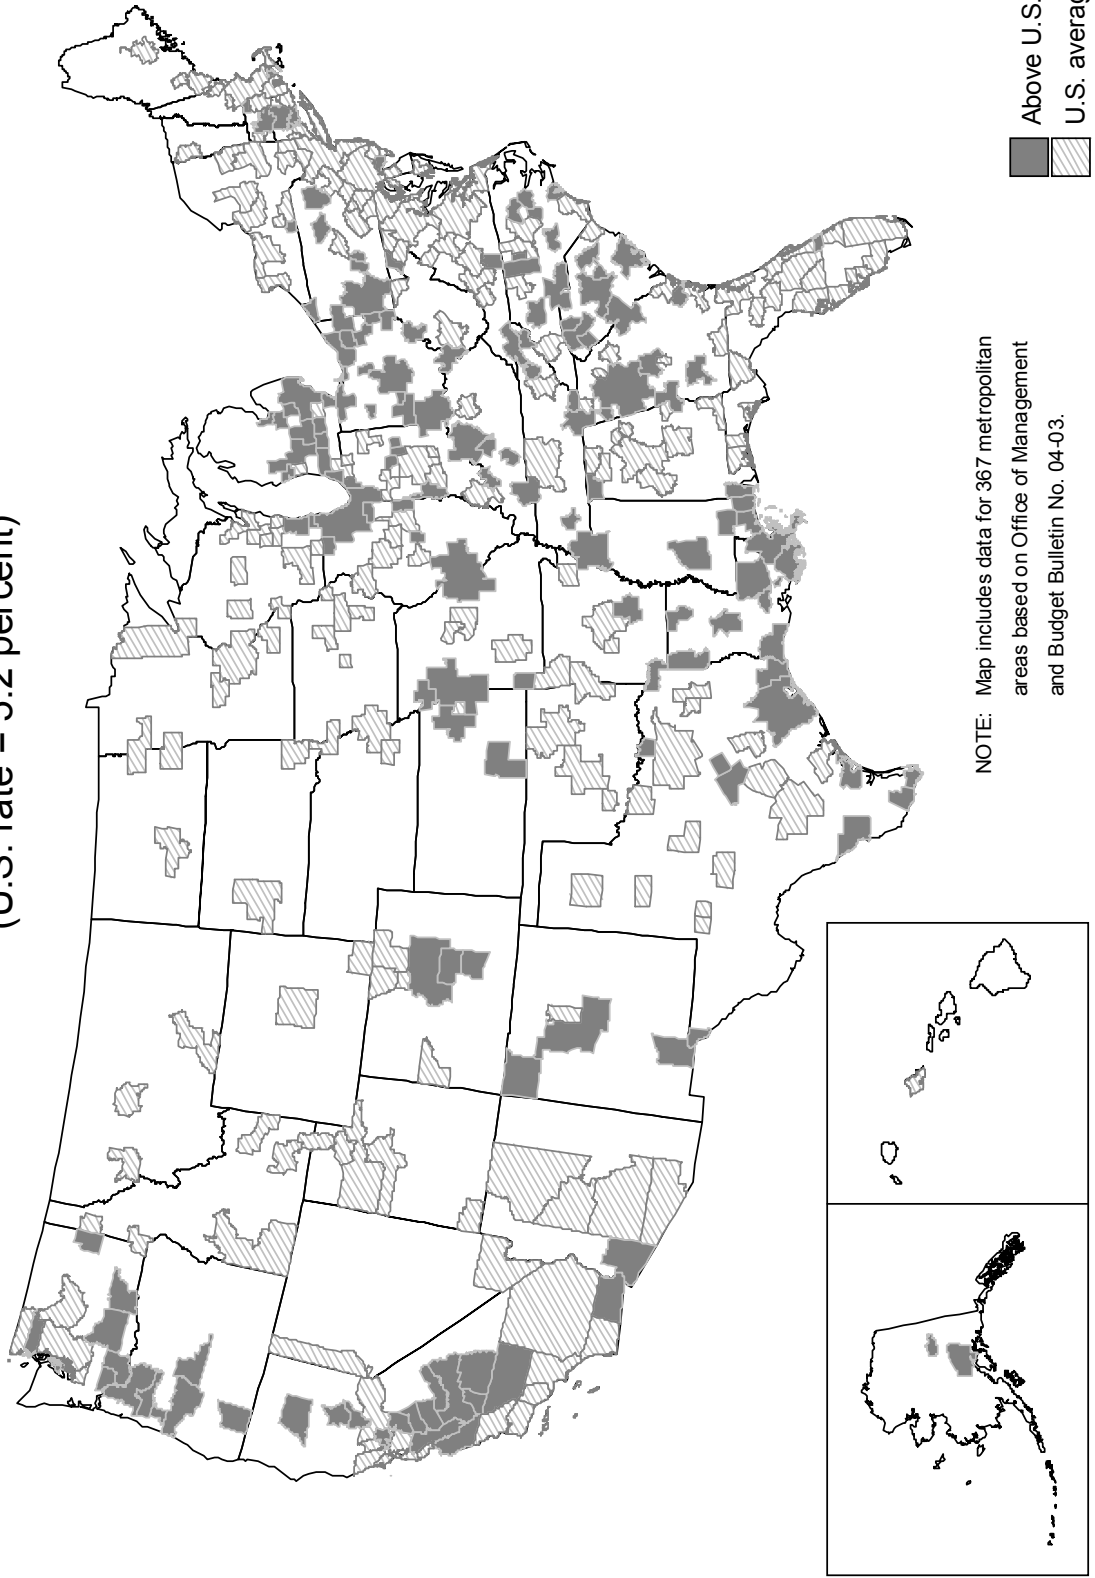 (U.S. rate = 5.2 percent)
Above U.S.
U.S. averag
NOTE: Map includes data for 367 metropolitan
areas based on Office of Management
and Budget Bulletin No. 04-03.